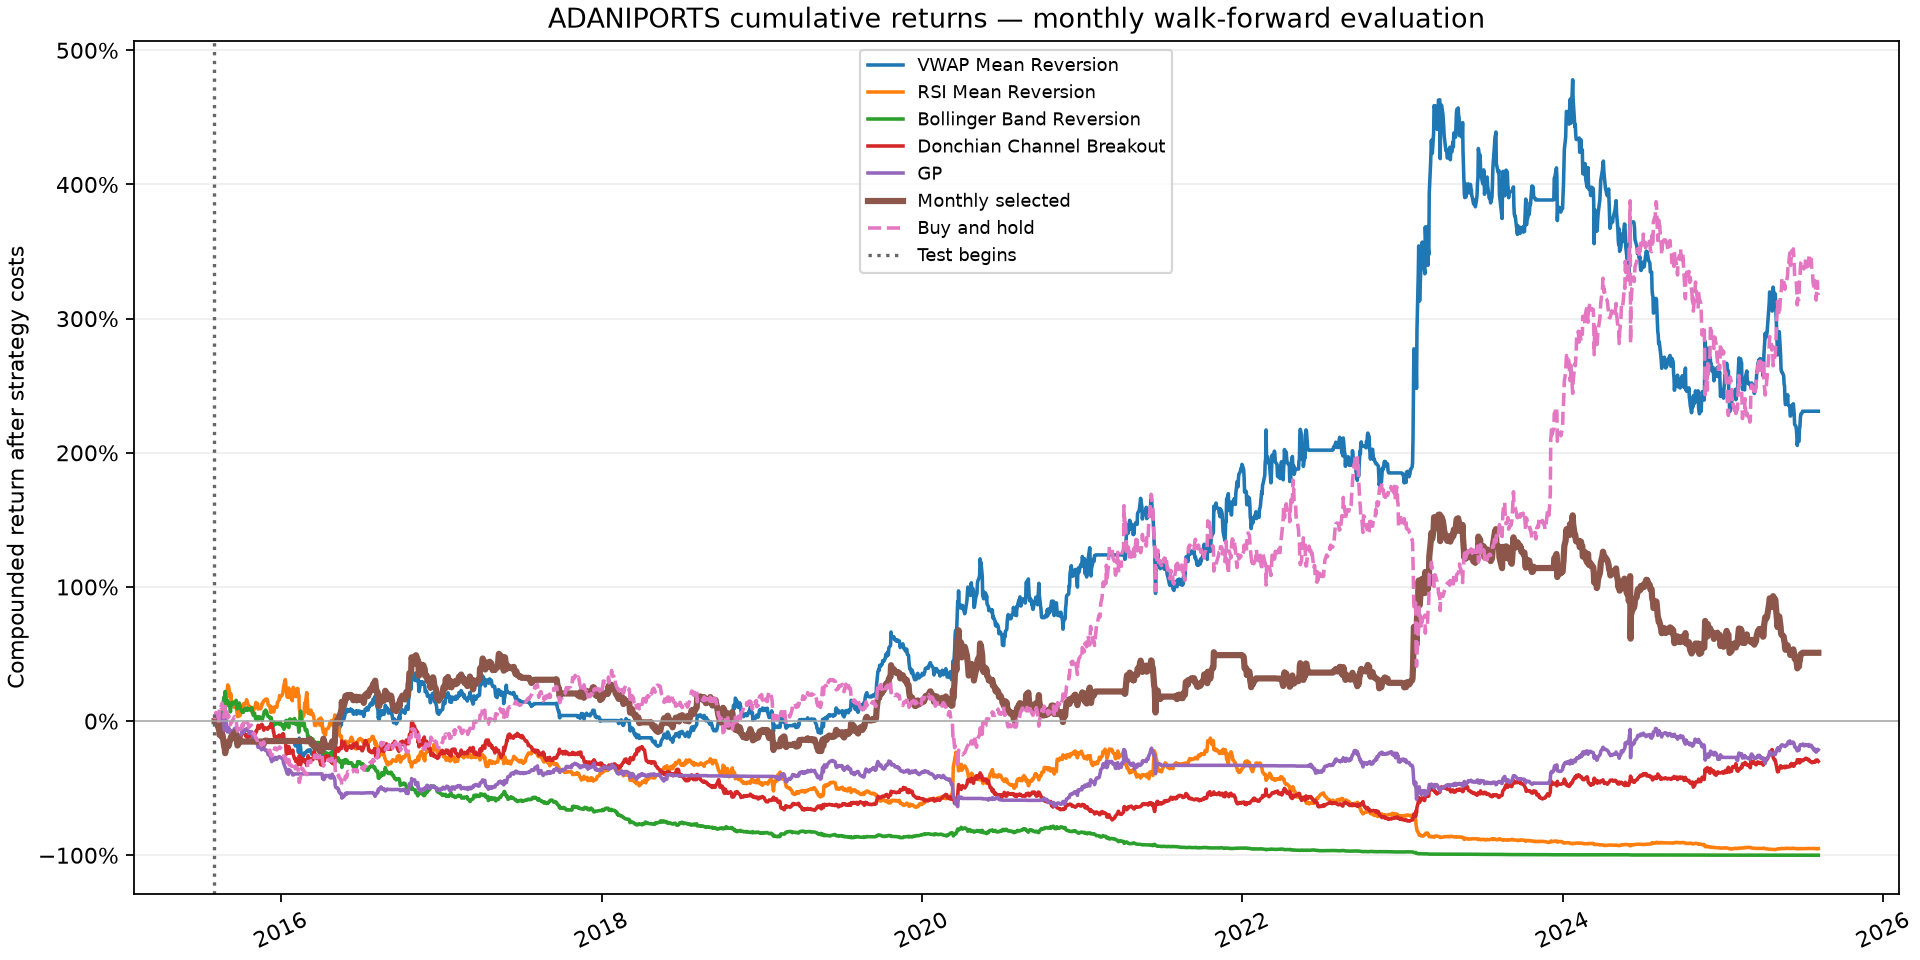 ADANIPORTS cumulative returns — monthly walk-forward evaluation
Compounded return after strategy costs
500%
400%
300%
200%
100%
0%
−100%
VWAP Mean Reversion
RSI Mean Reversion
Bollinger Band Reversion
Donchian Channel Breakout
GP
Monthly selected
Buy and hold
Test begins
2016
2018
2020
2022
2024
2026